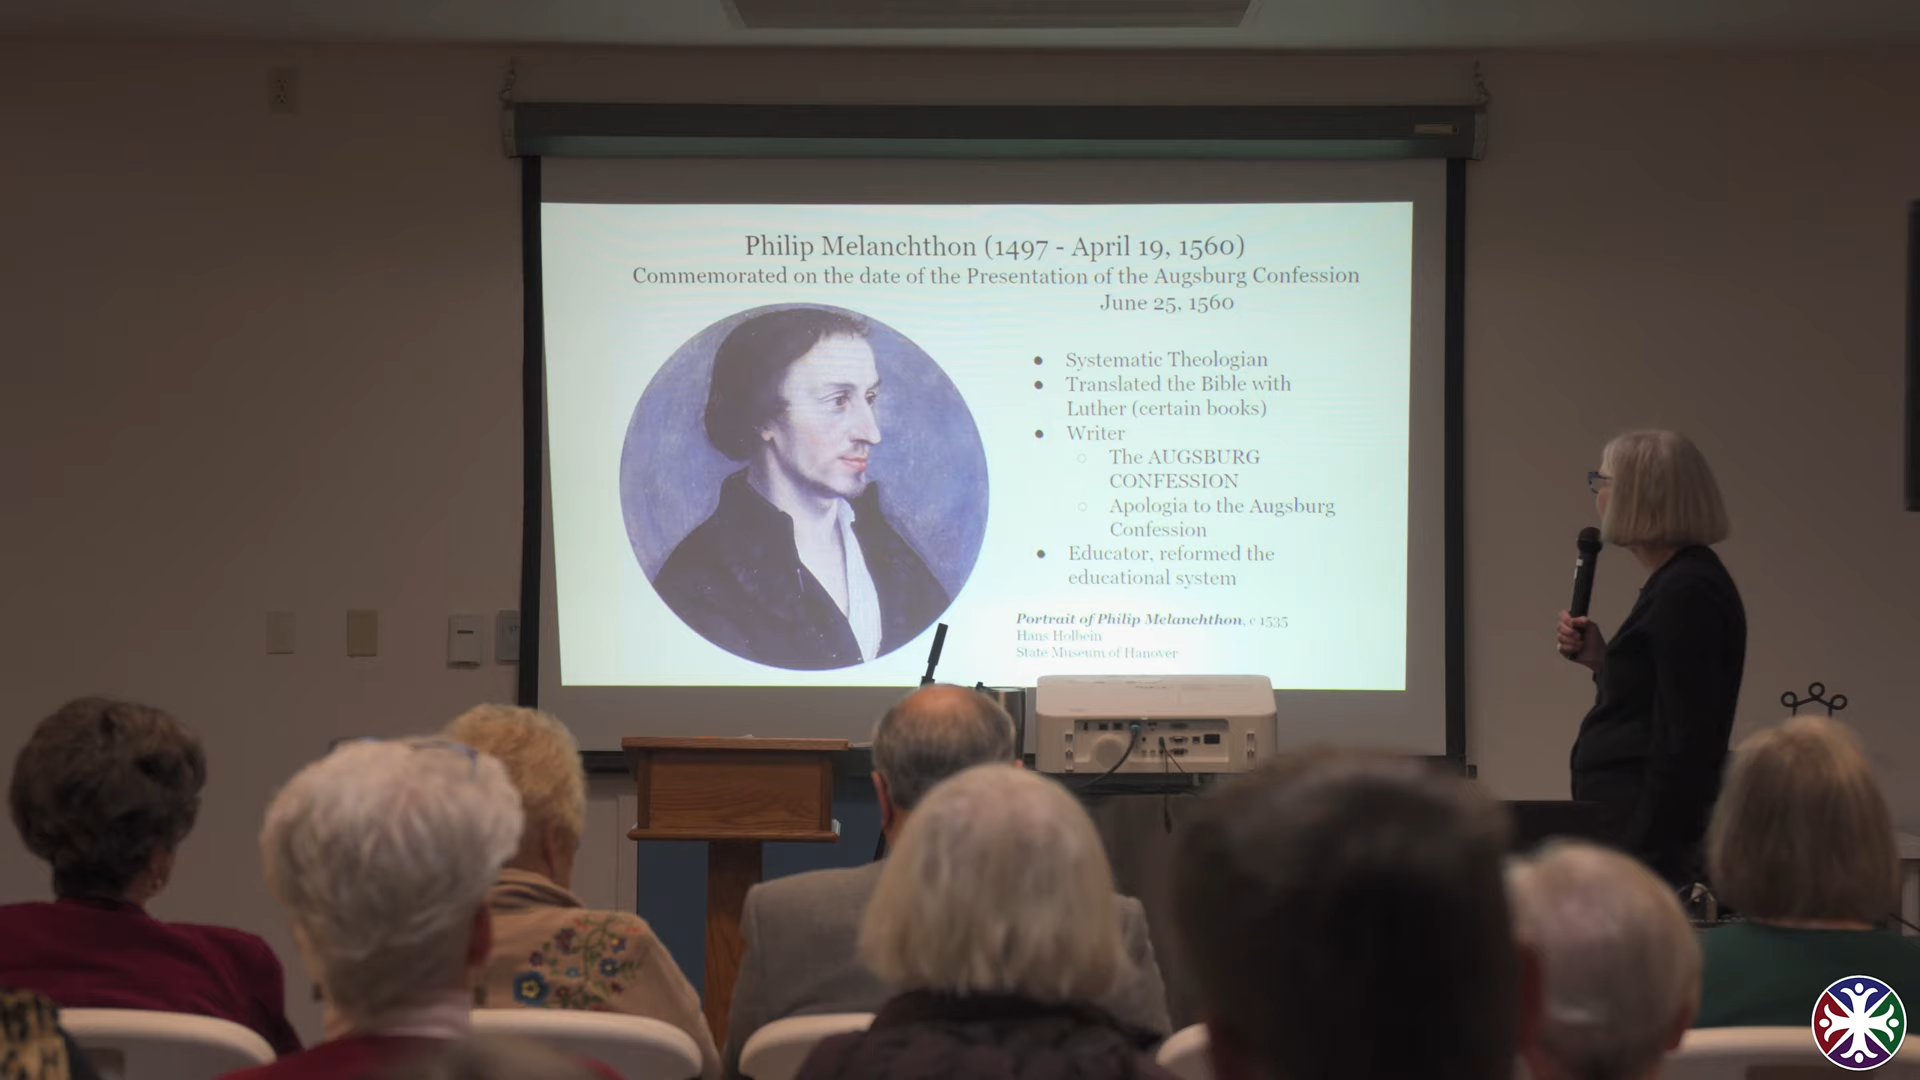 Philip Melanchthon (1497 - April 19, 1560)
Commemorated on the date of the Presentation of the Augsburg Confession
June 25, 1560
● Systematic Theologian
● Translated the Bible with
Luther (certain books)
● Writer
○ The AUGSBURG
CONFESSION
○ Apologia to the Augsburg
Confession
● Educator, reformed the
educational system
Portrait of Philip Melanchthon, c 1535
Hans Holbein
State Museum of Hanover